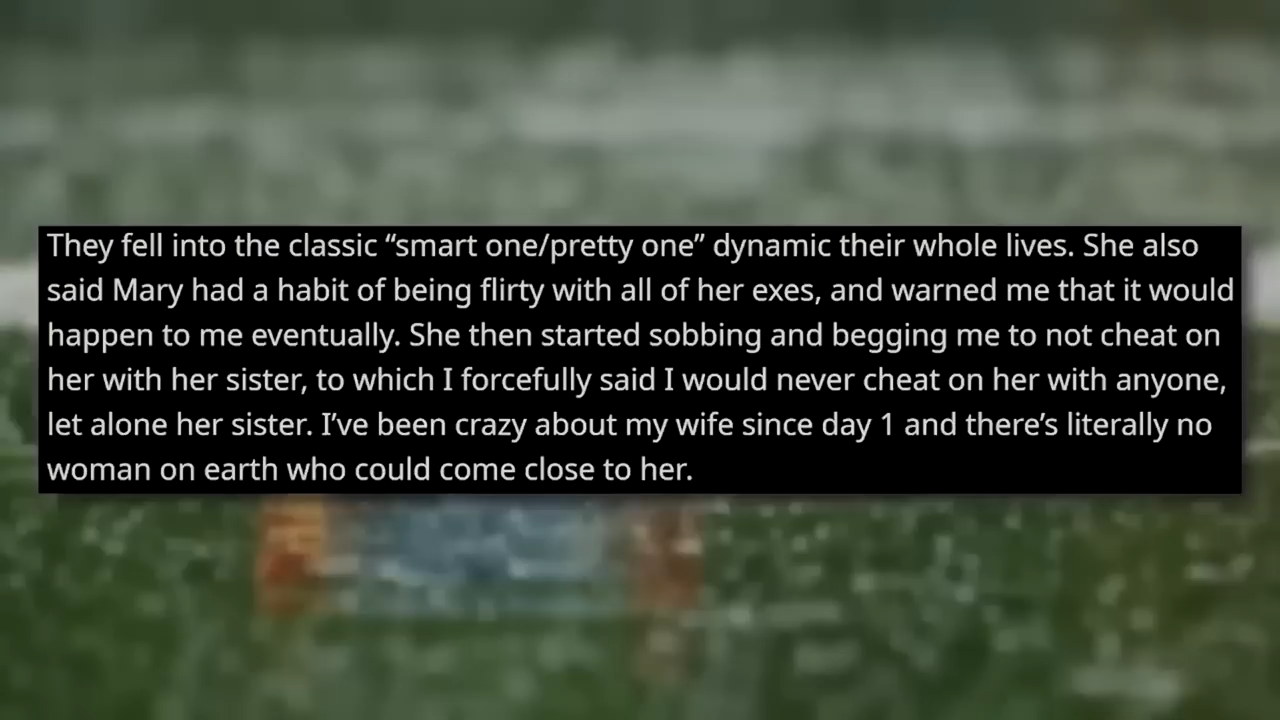 They fell into the classic “smart one/pretty one” dynamic their whole lives. She also
said Mary had a habit of being flirty with all of her exes, and warned me that it would
happen to me eventually. She then started sobbing and begging me to not cheat on
her with her sister, to which I forcefully said I would never cheat on her with anyone,
let alone her sister. I’ve been crazy about my wife since day 1 and there’s literally no
woman on earth who could come close to her.